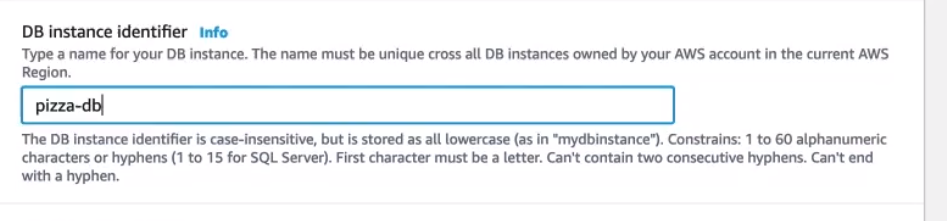 DB instance identifier Info
Type a name for your DB instance. The name must be unique cross all DB instances owned by your AWS account in the current AWS
Region.
pizza-db
The DB instance identifier is case-insensitive, but is stored as all lowercase (as in "mydbinstance"). Constrains: 1 to 60 alphanumeric
characters or hyphens (1 to 15 for SQL Server). First character must be a letter. Can't contain two consecutive hyphens. Can't end
with a hyphen.